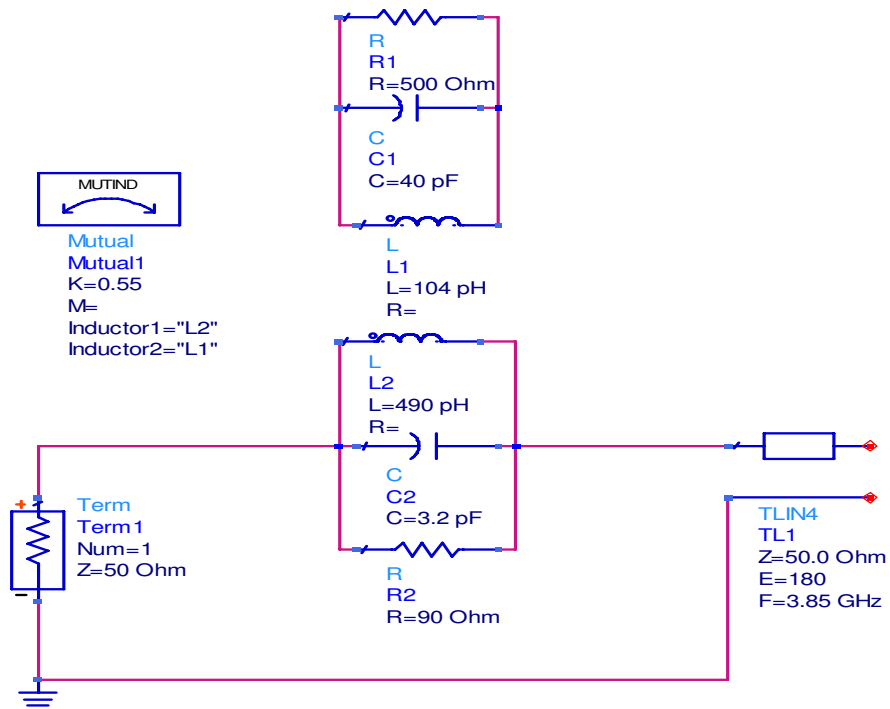 R
R1
R=500 Ohm
C
C1
C=40 pF
MUTIND
Mutual
Mutual1
K=0.55
M=
Inductor1="L2"
Inductor2="L1"
L
L1
L=104 pH
R=
L
L2
L=490 pH
R=
C
C2
C=3.2 pF
R
R2
R=90 Ohm
+
Term
Term1
Num=1
Z=50 Ohm
−
TLIN4
TL1
Z=50.0 Ohm
E=180
F=3.85 GHz